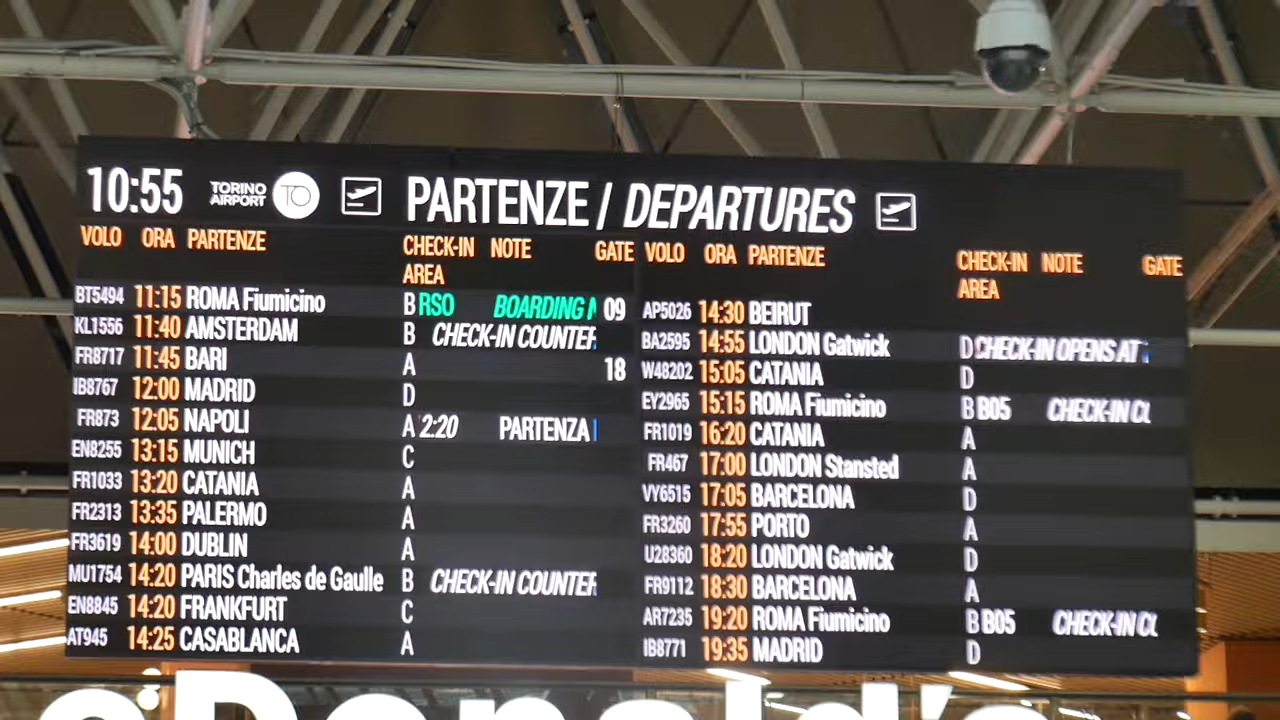 10:55 TORINO AIRPORT TO PARTENZE / DEPARTURES
VOLO ORA PARTENZE CHECK-IN AREA NOTE GATE
BT5494 11:15 ROMA Fiumicino B RSO BOARDING N 09
KL1556 11:40 AMSTERDAM B CHECK-IN COUNTER
FR8717 11:45 BARI A 18
IB8767 12:00 MADRID D
FR873 12:05 NAPOLI A 2:20 PARTENZA
EN8255 13:15 MUNICH C
FR1033 13:20 CATANIA A
FR2313 13:35 PALERMO A
FR3619 14:00 DUBLIN A
MU1754 14:20 PARIS Charles de Gaulle B CHECK-IN COUNTER
EN8845 14:20 FRANKFURT C
AT945 14:25 CASABLANCA A
VOLO ORA PARTENZE CHECK-IN AREA NOTE GATE
AP5026 14:30 BEIRUT
BA2595 14:55 LONDON Gatwick D CHECK-IN OPENS AT
W48202 15:05 CATANIA D
EY2965 15:15 ROMA Fiumicino B B05 CHECK-IN
FR1019 16:20 CATANIA A
FR467 17:00 LONDON Stansted A
VY6515 17:05 BARCELONA D
FR3260 17:55 PORTO A
U28360 18:20 LONDON Gatwick D
FR9112 18:30 BARCELONA A
AR7235 19:20 ROMA Fiumicino B B05 CHECK-IN
IB8771 19:35 MADRID D
cDonald's